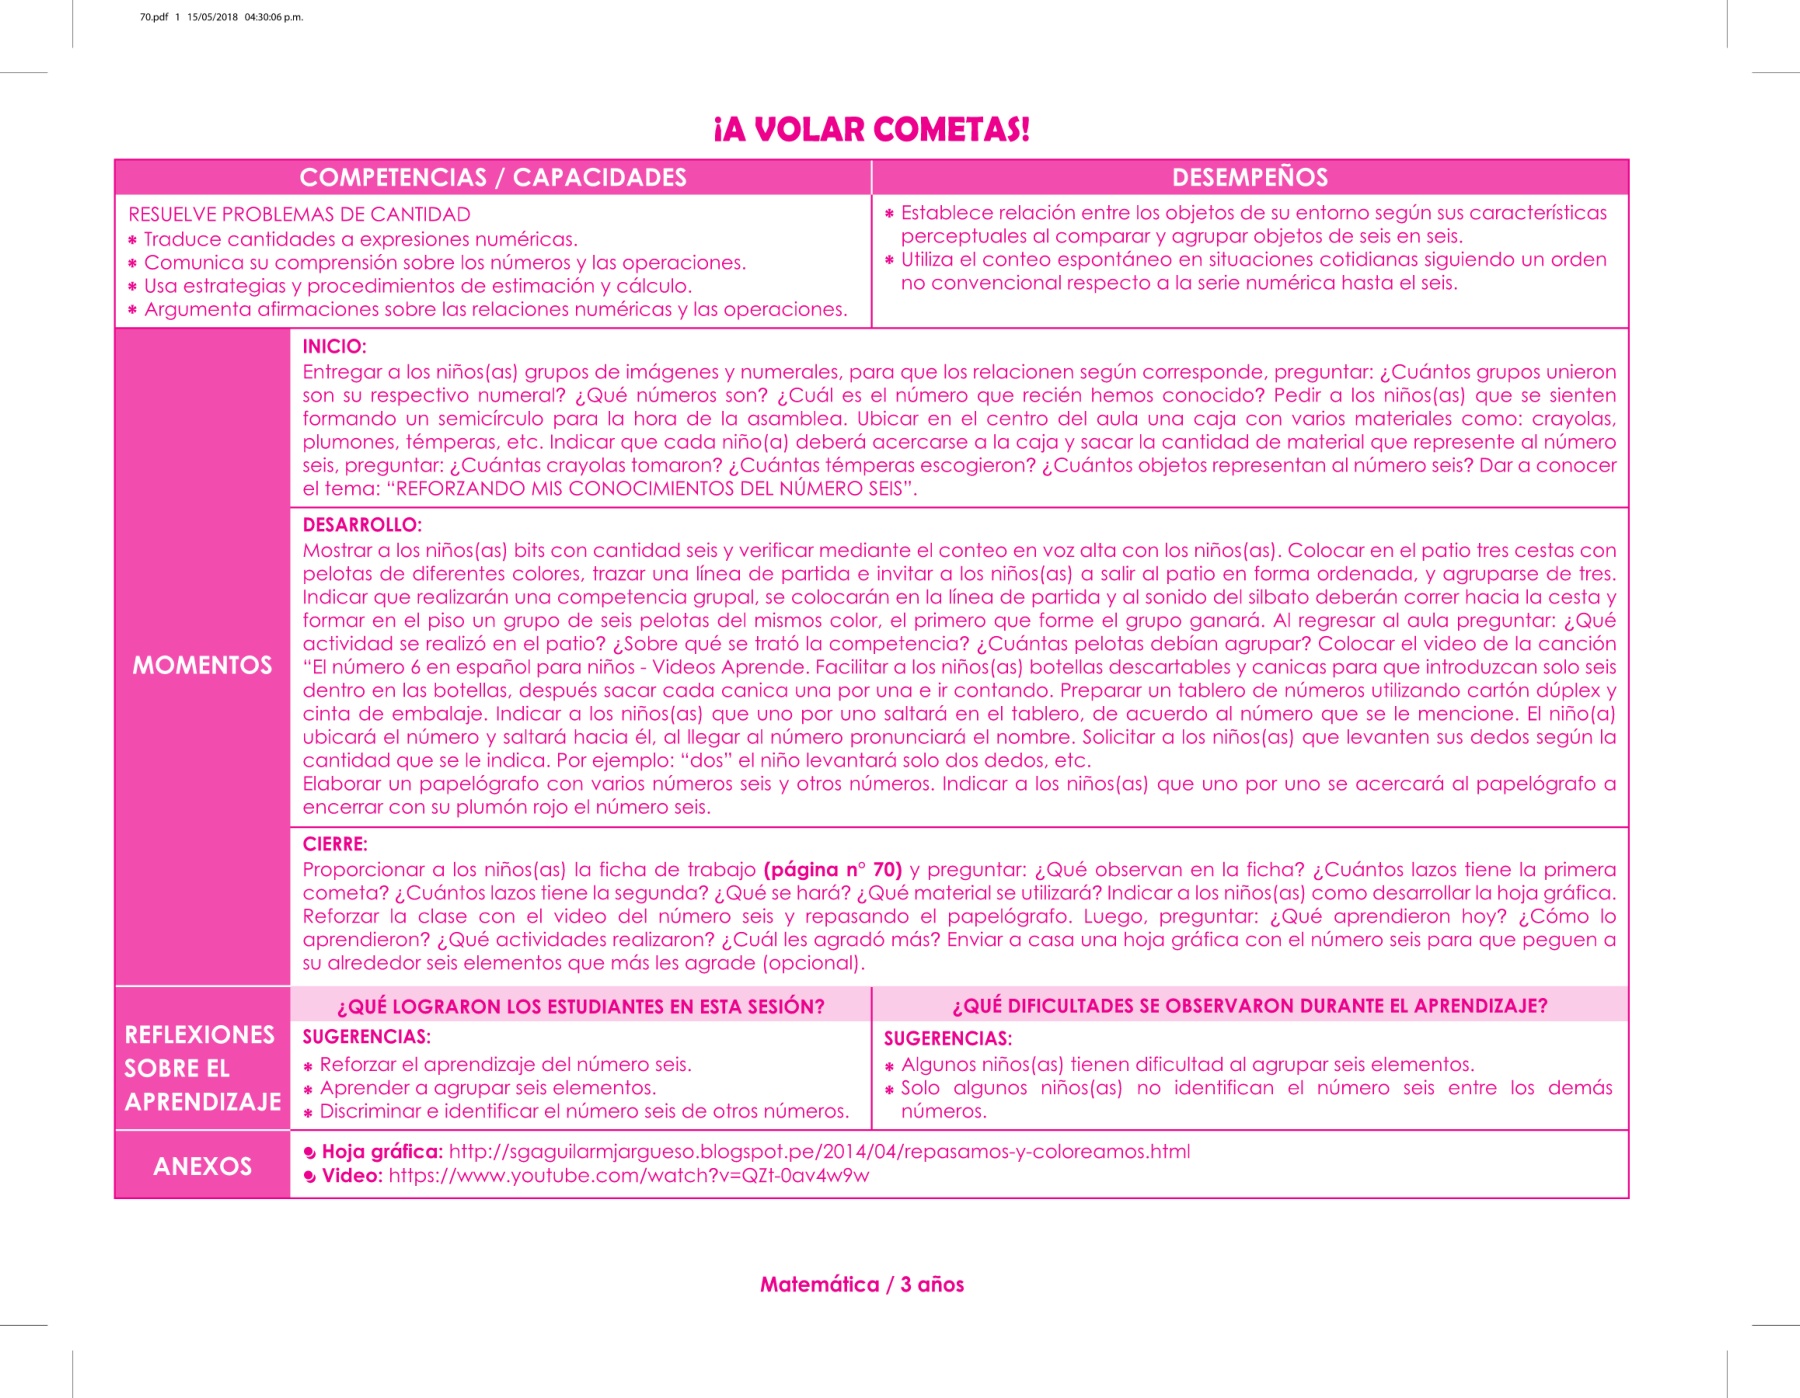 70.pdf 1 15/05/2018 04:30:06 p.m.
¡A VOLAR COMETAS!
COMPETENCIAS / CAPACIDADES
DESEMPEÑOS
RESUELVE PROBLEMAS DE CANTIDAD
* Traduce cantidades a expresiones numéricas.
* Comunica su comprensión sobre los números y las operaciones.
* Usa estrategias y procedimientos de estimación y cálculo.
* Argumenta afirmaciones sobre las relaciones numéricas y las operaciones.
* Establece relación entre los objetos de su entorno según sus características
perceptuales al comparar y agrupar objetos de seis en seis.
* Utiliza el conteo espontáneo en situaciones cotidianas siguiendo un orden
no convencional respecto a la serie numérica hasta el seis.
MOMENTOS
INICIO:
Entregar a los niños(as) grupos de imágenes y numerales, para que los relacionen según corresponde, preguntar: ¿Cuántos grupos unieron
son su respectivo numeral? ¿Qué números son? ¿Cuál es el número que recién hemos conocido? Pedir a los niños(as) que se sienten
formando un semicírculo para la hora de la asamblea. Ubicar en el centro del aula una caja con varios materiales como: crayolas,
plumones, témperas, etc. Indicar que cada niño(a) deberá acercarse a la caja y sacar la cantidad de material que represente al número
seis, preguntar: ¿Cuántas crayolas tomaron? ¿Cuántas témperas escogieron? ¿Cuántos objetos representan al número seis? Dar a conocer
el tema: “REFORZANDO MIS CONOCIMIENTOS DEL NÚMERO SEIS”.
DESARROLLO:
Mostrar a los niños(as) bits con cantidad seis y verificar mediante el conteo en voz alta con los niños(as). Colocar en el patio tres cestas con
pelotas de diferentes colores, trazar una línea de partida e invitar a los niños(as) a salir al patio en forma ordenada, y agruparse de tres.
Indicar que realizarán una competencia grupal, se colocarán en la línea de partida y al sonido del silbato deberán correr hacia la cesta y
formar en el piso un grupo de seis pelotas del mismos color, el primero que forme el grupo ganará. Al regresar al aula preguntar: ¿Qué
actividad se realizó en el patio? ¿Sobre qué se trató la competencia? ¿Cuántas pelotas debían agrupar? Colocar el video de la canción
“El número 6 en español para niños - Videos Aprende. Facilitar a los niños(as) botellas descartables y canicas para que introduzcan solo seis
dentro en las botellas, después sacar cada canica una por una e ir contando. Preparar un tablero de números utilizando cartón dúplex y
cinta de embalaje. Indicar a los niños(as) que uno por uno saltará en el tablero, de acuerdo al número que se le mencione. El niño(a)
ubicará el número y saltará hacia él, al llegar al número pronunciará el nombre. Solicitar a los niños(as) que levanten sus dedos según la
cantidad que se le indica. Por ejemplo: “dos” el niño levantará solo dos dedos, etc.
Elaborar un papelógrafo con varios números seis y otros números. Indicar a los niños(as) que uno por uno se acercará al papelógrafo a
encerrar con su plumón rojo el número seis.
CIERRE:
Proporcionar a los niños(as) la ficha de trabajo (página n° 70) y preguntar: ¿Qué observan en la ficha? ¿Cuántos lazos tiene la primera
cometa? ¿Cuántos lazos tiene la segunda? ¿Qué se hará? ¿Qué material se utilizará? Indicar a los niños(as) como desarrollar la hoja gráfica.
Reforzar la clase con el video del número seis y repasando el papelógrafo. Luego, preguntar: ¿Qué aprendieron hoy? ¿Cómo lo
aprendieron? ¿Qué actividades realizaron? ¿Cuál les agradó más? Enviar a casa una hoja gráfica con el número seis para que peguen a
su alrededor seis elementos que más les agrade (opcional).
REFLEXIONES
SOBRE EL
APRENDIZAJE
¿QUÉ LOGRARON LOS ESTUDIANTES EN ESTA SESIÓN?
SUGERENCIAS:
* Reforzar el aprendizaje del número seis.
* Aprender a agrupar seis elementos.
* Discriminar e identificar el número seis de otros números.
¿QUÉ DIFICULTADES SE OBSERVARON DURANTE EL APRENDIZAJE?
SUGERENCIAS:
* Algunos niños(as) tienen dificultad al agrupar seis elementos.
* Solo algunos niños(as) no identifican el número seis entre los demás
números.
ANEXOS
Hoja gráfica: http://sgaguilarmjargueso.blogspot.pe/2014/04/repasamos-y-coloreamos.html
Video: https://www.youtube.com/watch?v=QZt-0av4w9w
Matemática / 3 años